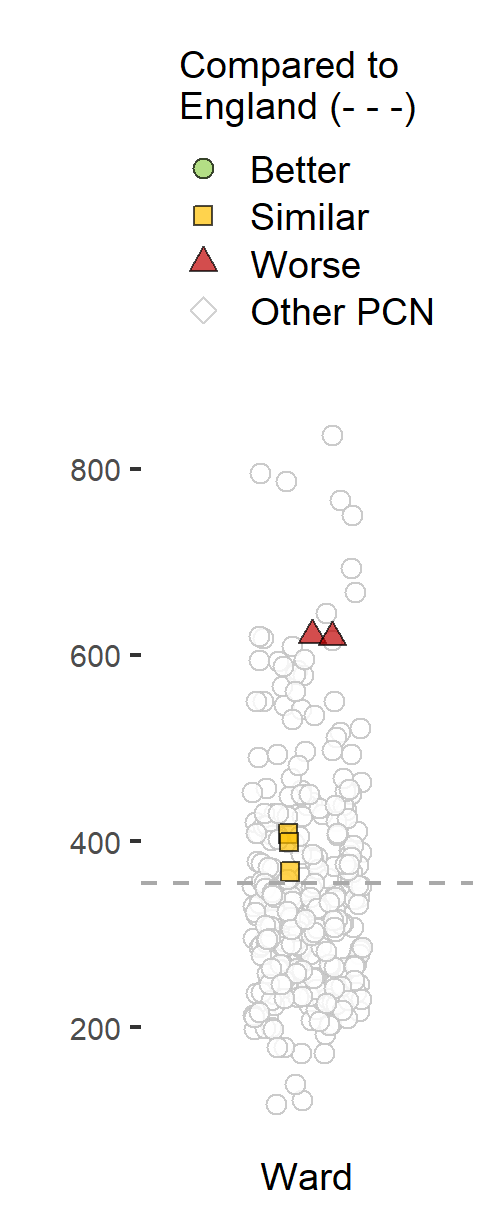 Compared to
England (- - -)
Better
Similar
Worse
Other PCN
800
600
400
200
Ward